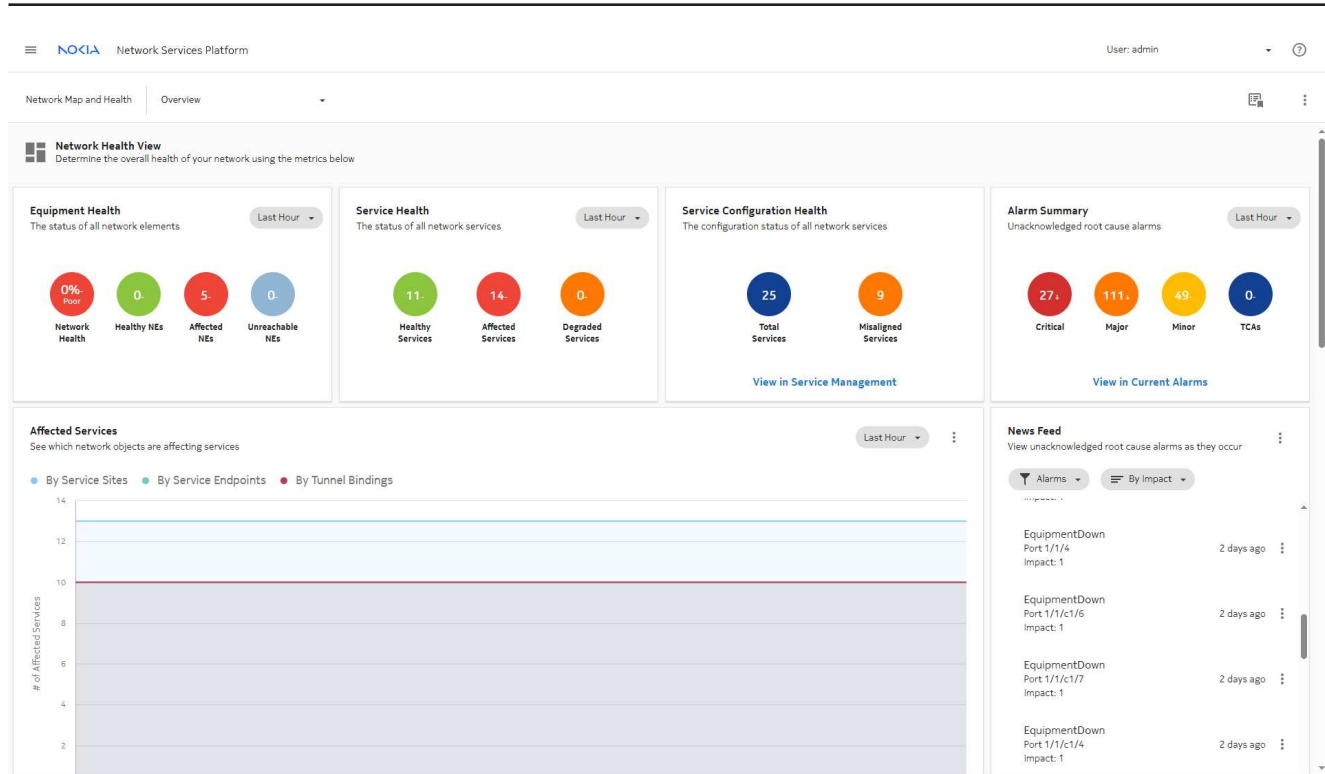 NOKIA Network Services Platform
User: admin
?
Network Map and Health
Overview
Network Health View
Determine the overall health of your network using the metrics below
Equipment Health
The status of all network elements
Last Hour
0%-
Poor
Network
Health
0-
Healthy NEs
5-
Affected
NEs
0-
Unreachable
NEs
Service Health
The status of all network services
Last Hour
11-
Healthy
Services
14-
Affected
Services
0-
Degraded
Services
Service Configuration Health
The configuration status of all network services
25
Total
Services
9
Misaligned
Services
View in Service Management
Alarm Summary
Unacknowledged root cause alarms
Last Hour
27
Critical
111
Major
49-
Minor
0-
TCAs
View in Current Alarms
Affected Services
See which network objects are affecting services
Last Hour
By Service Sites
By Service Endpoints
By Tunnel Bindings
# of Affected Services
14
12
10
8
6
4
2
News Feed
View unacknowledged root cause alarms as they occur
Alarms
By Impact
Impact: 1
EquipmentDown
Port 1/1/4
Impact: 1
2 days ago
EquipmentDown
Port 1/1/c1/6
Impact: 1
2 days ago
EquipmentDown
Port 1/1/c1/7
Impact: 1
2 days ago
EquipmentDown
Port 1/1/c1/4
Impact: 1
2 days ago